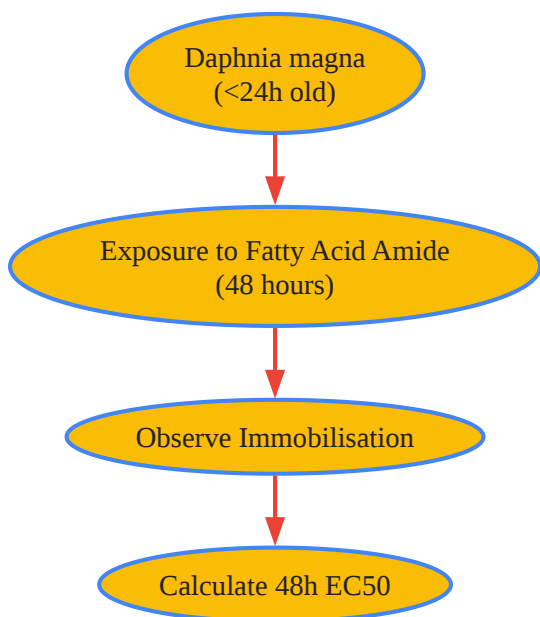 Daphnia magna
(<24h old)
Exposure to Fatty Acid Amide
(48 hours)
Observe Immobilisation
Calculate 48h EC50